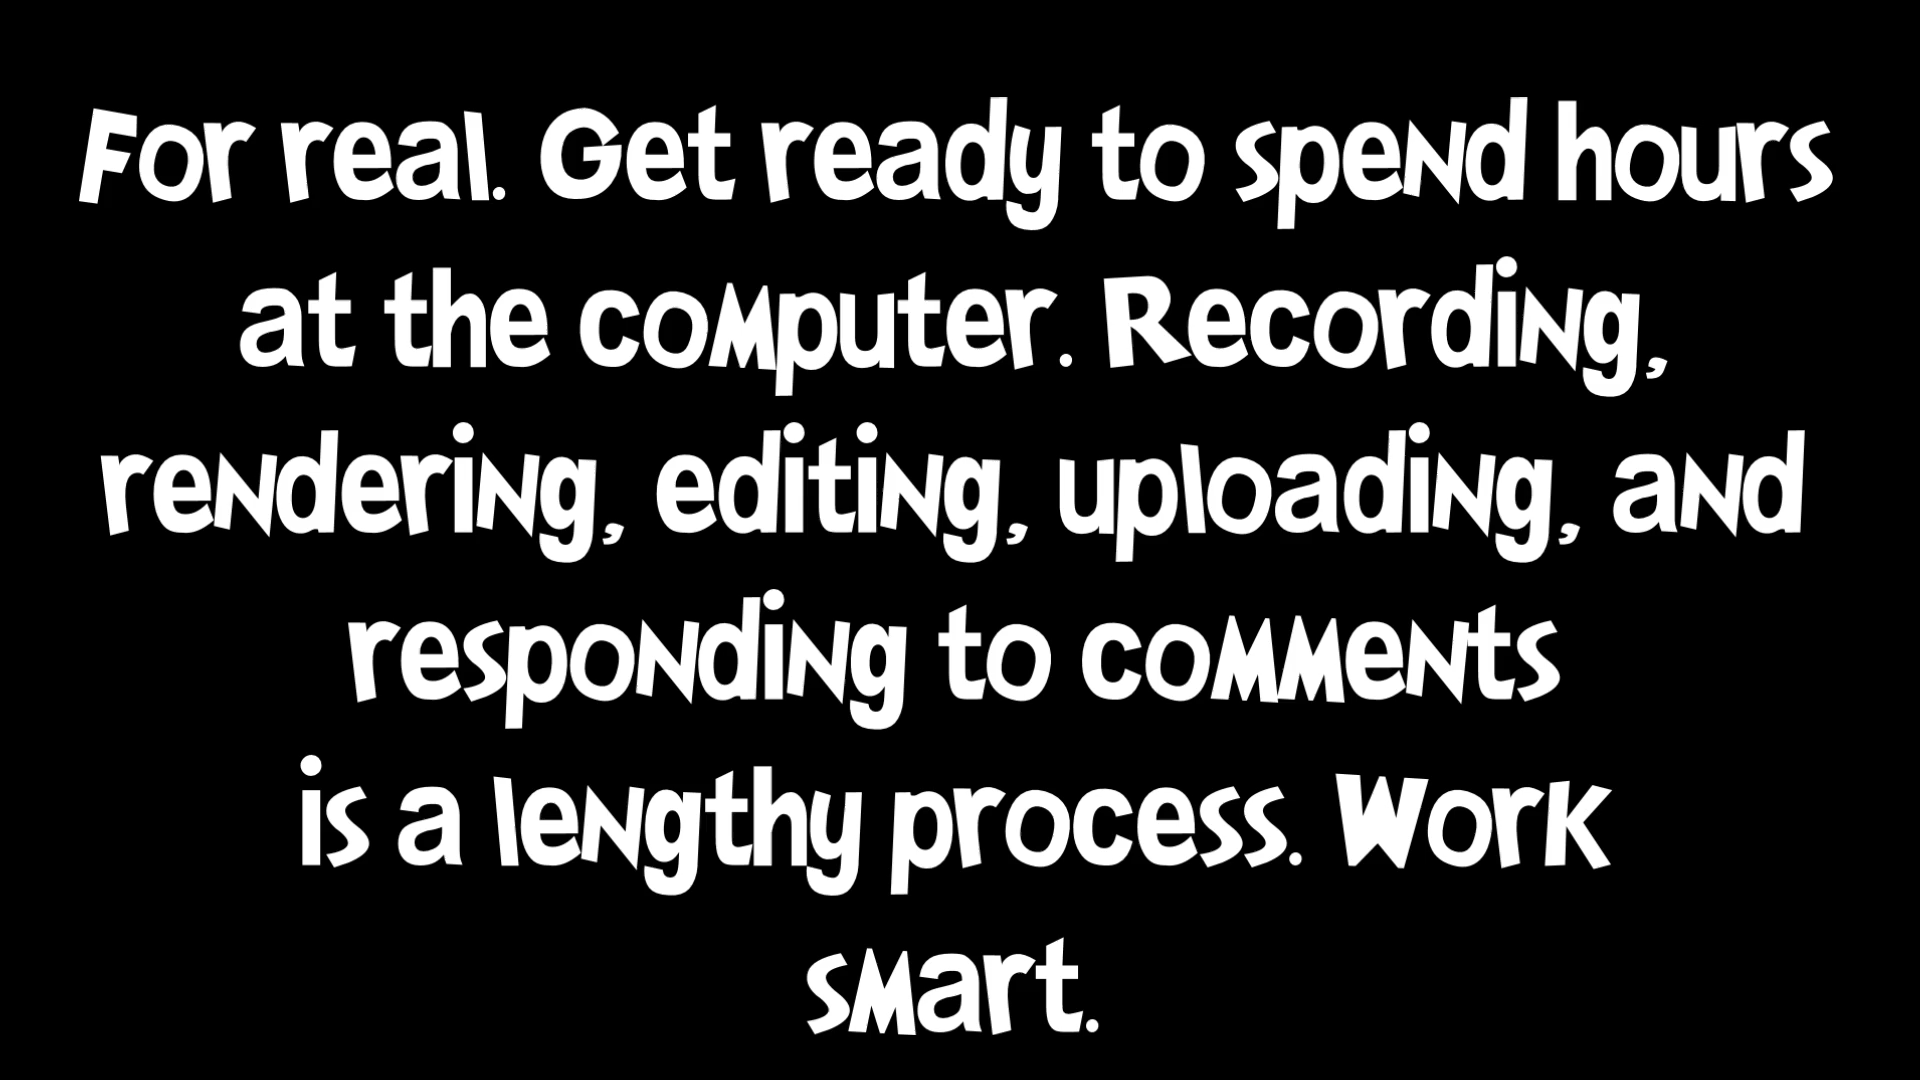 For real. Get ready to spend hours
at the computer. Recording,
rendering, editing, uploading, and
responding to comments
is a lengthy process. Work
smart.